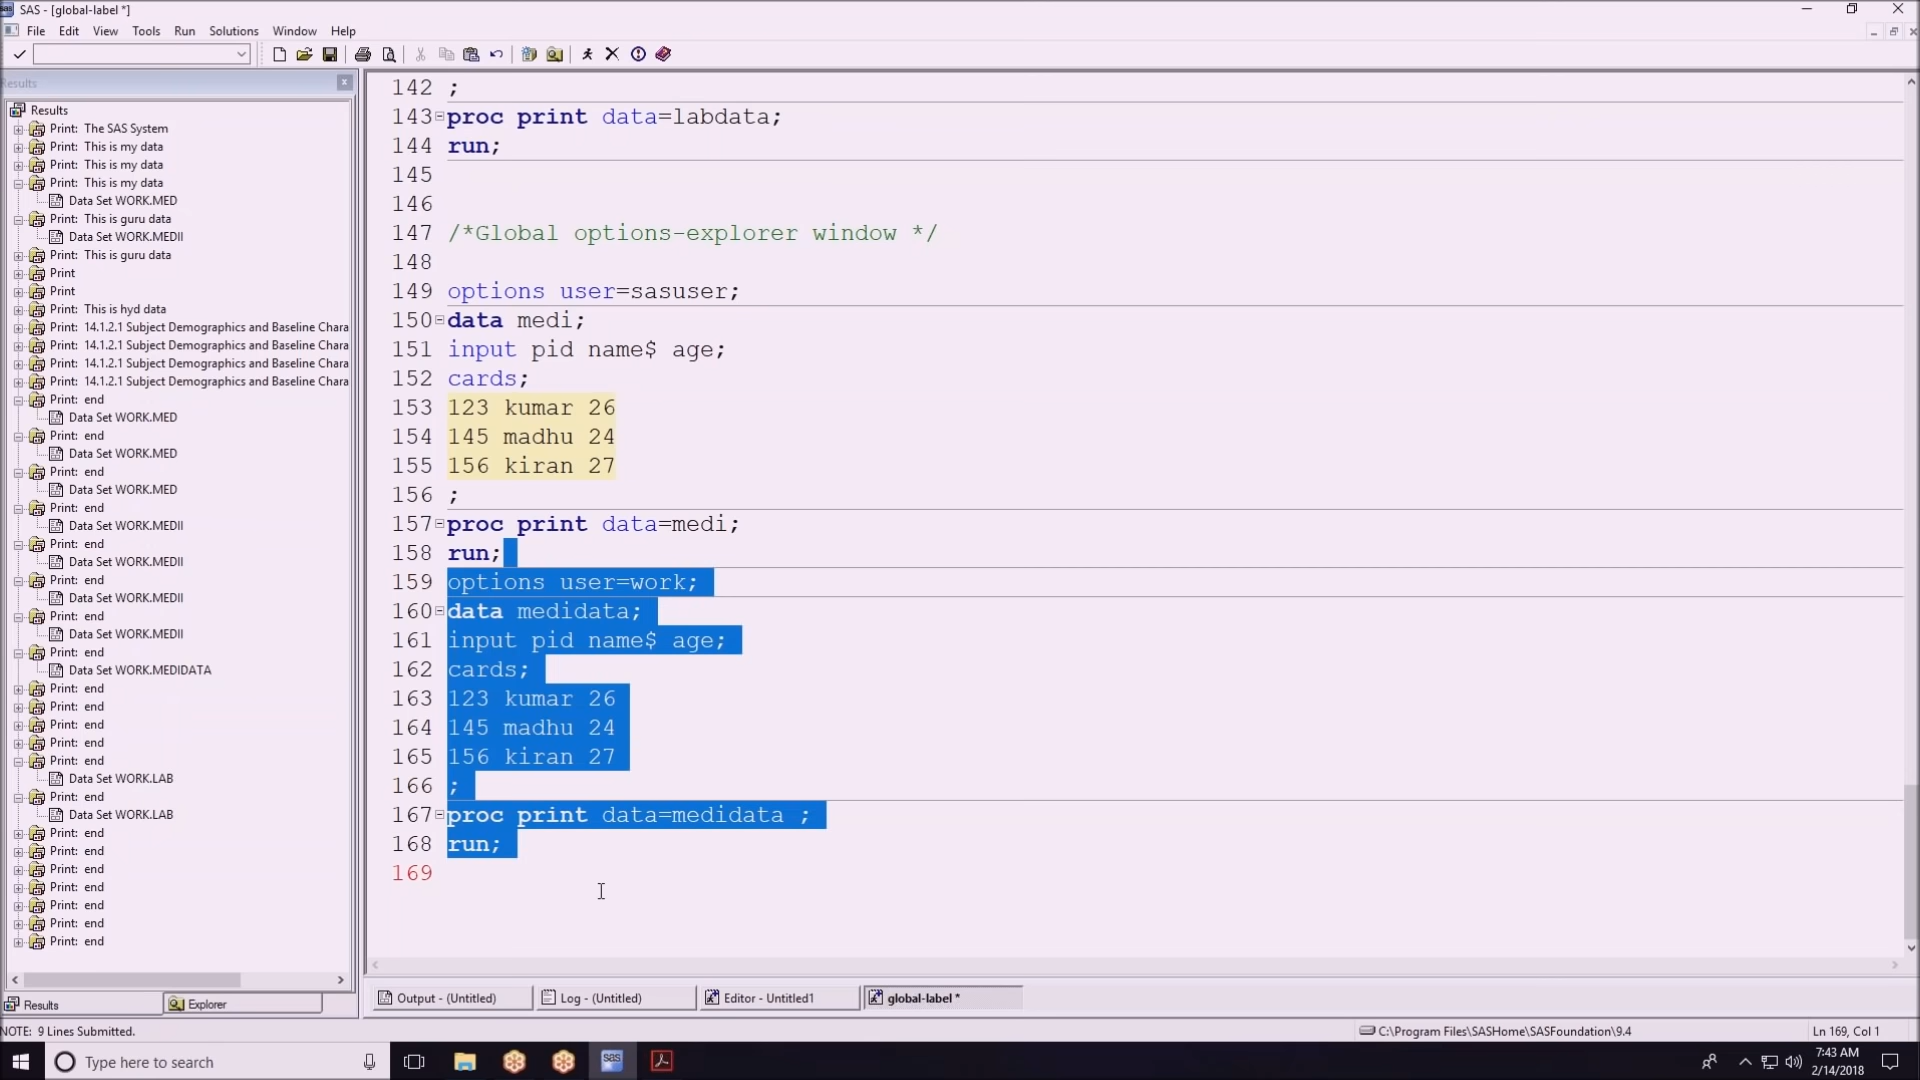 SAS - [global-label *]
File Edit View Tools Run Solutions Window Help
Results
Results
Print: The SAS System
Print: This is my data
Print: This is my data
Print: This is my data
Data Set WORK.MED
Print: This is guru data
Data Set WORK.MEDII
Print: This is guru data
Print
Print
Print: This is hyd data
Print: 14.1.2.1 Subject Demographics and Baseline Chara
Print: 14.1.2.1 Subject Demographics and Baseline Chara
Print: 14.1.2.1 Subject Demographics and Baseline Chara
Print: 14.1.2.1 Subject Demographics and Baseline Chara
Print: end
Data Set WORK.MED
Print: end
Data Set WORK.MED
Print: end
Data Set WORK.MED
Print: end
Data Set WORK.MEDII
Print: end
Data Set WORK.MEDII
Print: end
Data Set WORK.MEDII
Print: end
Data Set WORK.MEDII
Print: end
Data Set WORK.MEDIDATA
Print: end
Print: end
Print: end
Print: end
Print: end
Data Set WORK.LAB
Print: end
Data Set WORK.LAB
Print: end
Print: end
Print: end
Print: end
Print: end
Print: end
Print: end
Results Explorer
142 ;
143 proc print data=labdata;
144 run;
145
146
147 /*Global options-explorer window */
148
149 options user=sasuser;
150 data medi;
151 input pid name$ age;
152 cards;
153 123 kumar 26
154 145 madhu 24
155 156 kiran 27
156 ;
157 proc print data=medi;
158 run;
159 options user=work;
160 data medidata;
161 input pid name$ age;
162 cards;
163 123 kumar 26
164 145 madhu 24
165 156 kiran 27
166 ;
167 proc print data=medidata ;
168 run;
169
Output - (Untitled) Log - (Untitled) Editor - Untitled1 global-label *
NOTE: 9 Lines Submitted. C:\Program Files\SASHome\SASFoundation\9.4 Ln 169, Col 1
Type here to search sas 7:43 AM
2/14/2018